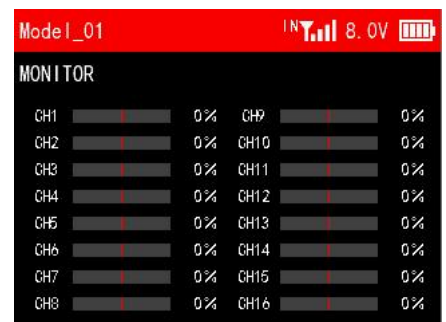 Model_01 IN 8.0V
MONITOR
CH1 0% CH9 0%
CH2 0% CH10 0%
CH3 0% CH11 0%
CH4 0% CH12 0%
CH5 0% CH13 0%
CH6 0% CH14 0%
CH7 0% CH15 0%
CH8 0% CH16 0%